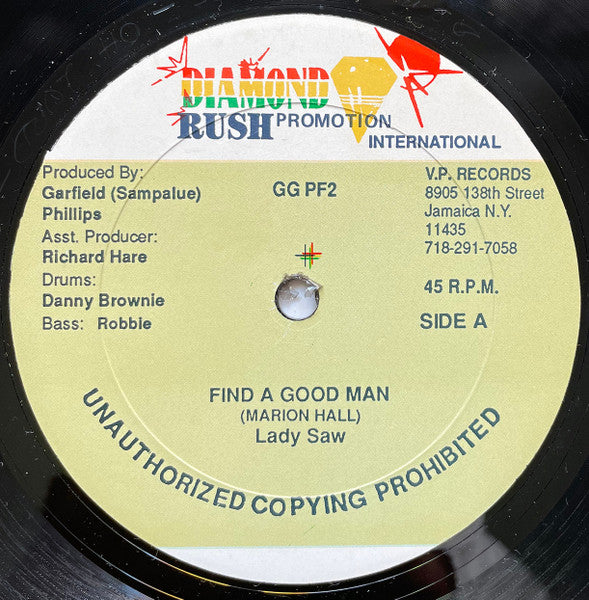 DIAMOND
RUSH PROMOTION
INTERNATIONAL
Produced By:
Garfield (Sampalue)
Phillips
Asst. Producer:
Richard Hare
Drums:
Danny Brownie
Bass: Robbie
GG PF2
V.P. RECORDS
8905 138th Street
Jamaica N.Y.
11435
718-291-7058
45 R.P.M.
SIDE A
FIND A GOOD MAN
(MARION HALL)
Lady Saw
UNAUTHORIZED COPYING PROHIBITED